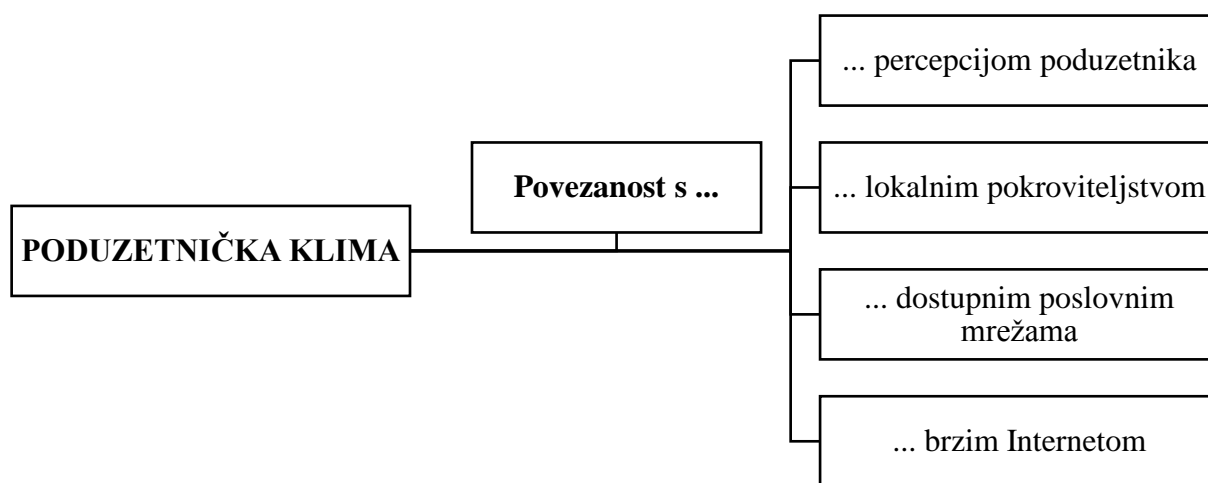 PODUZETNIČKA KLIMA
Povezanost s ...
... percepcijom poduzetnika
... lokalnim pokroviteljstvom
... dostupnim poslovnim
mrežama
... brzim Internetom